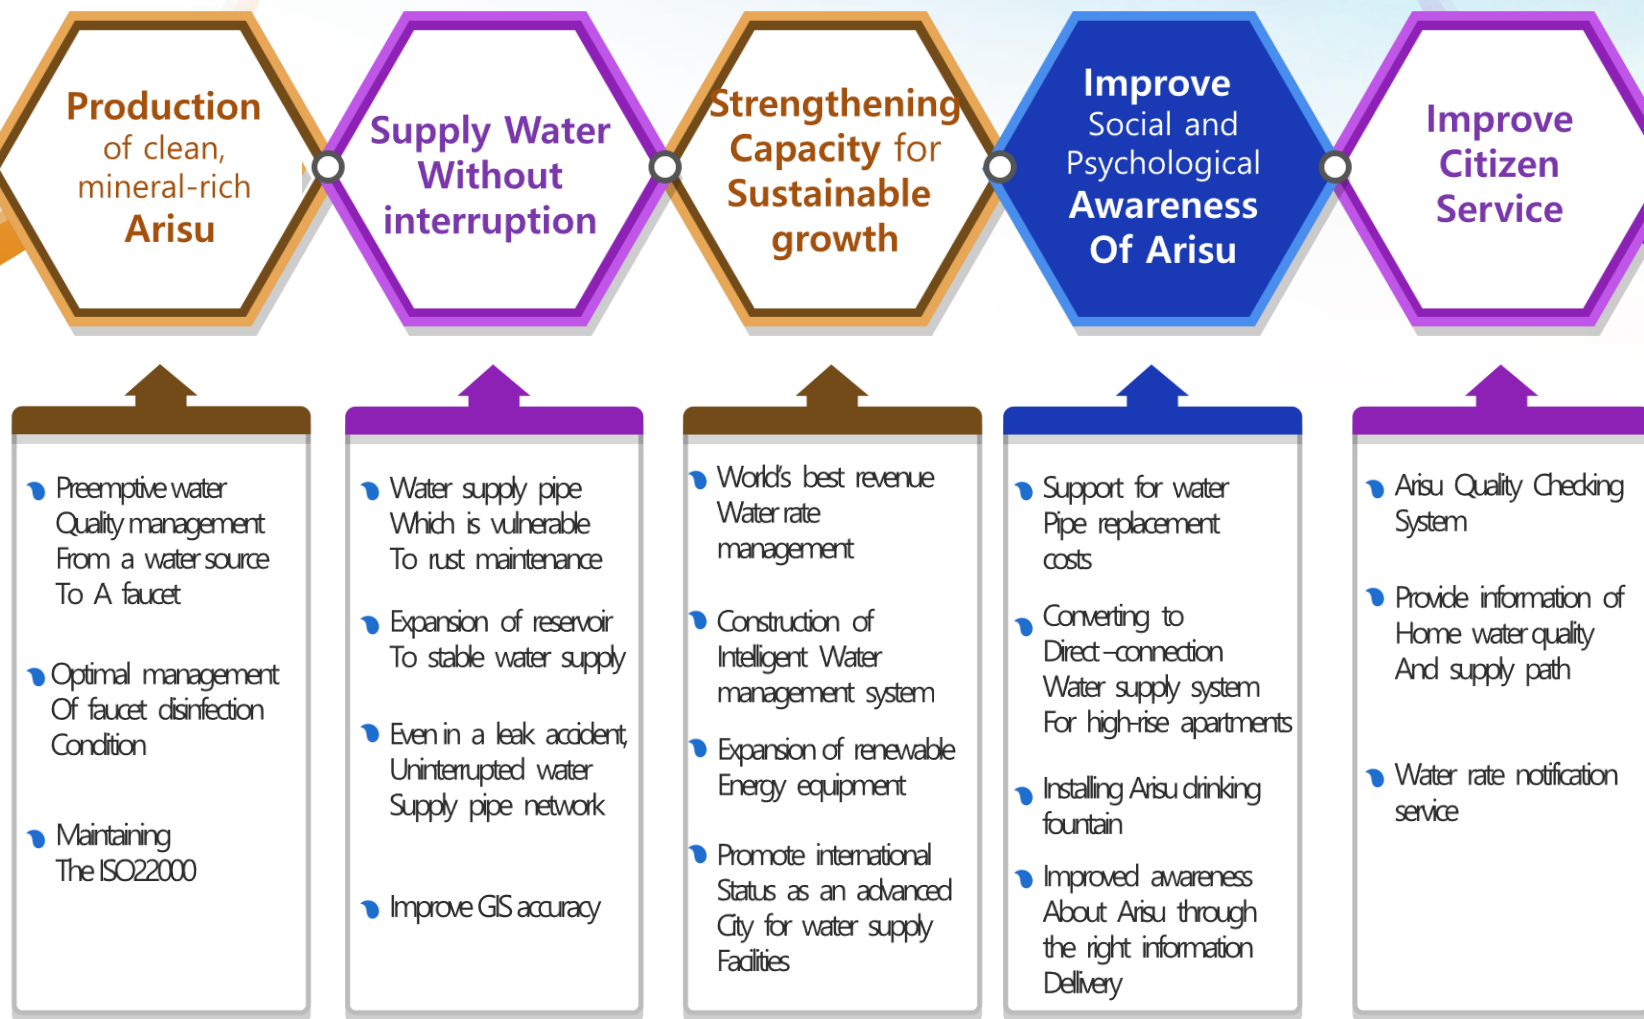 Production
of clean,
mineral-rich
Arisu
Supply Water
Without
interruption
Strengthening
Capacity for
Sustainable
growth
Improve
Social and
Psychological
Awareness
Of Arisu
Improve
Citizen
Service
Preemptive water
Quality management
From a water source
To A faucet
Optimal management
Of faucet disinfection
Condition
Maintaining
The ISO22000
Water supply pipe
Which is vulnerable
To rust maintenance
Expansion of reservoir
To stable water supply
Even in a leak accident,
Uninterrupted water
Supply pipe network
Improve GIS accuracy
World's best revenue
Water rate
management
Construction of
Intelligent Water
management system
Expansion of renewable
Energy equipment
Promote international
Status as an advanced
City for water supply
Facilities
Support for water
Pipe replacement
costs
Converting to
Direct–connection
Water supply system
For high-rise apartments
Installing Arisu drinking
fountain
Improved awareness
About Arisu through
the right information
Dellivery
Arisu Quality Checking
System
Provide information of
Home water quality
And supply path
Water rate notification
service